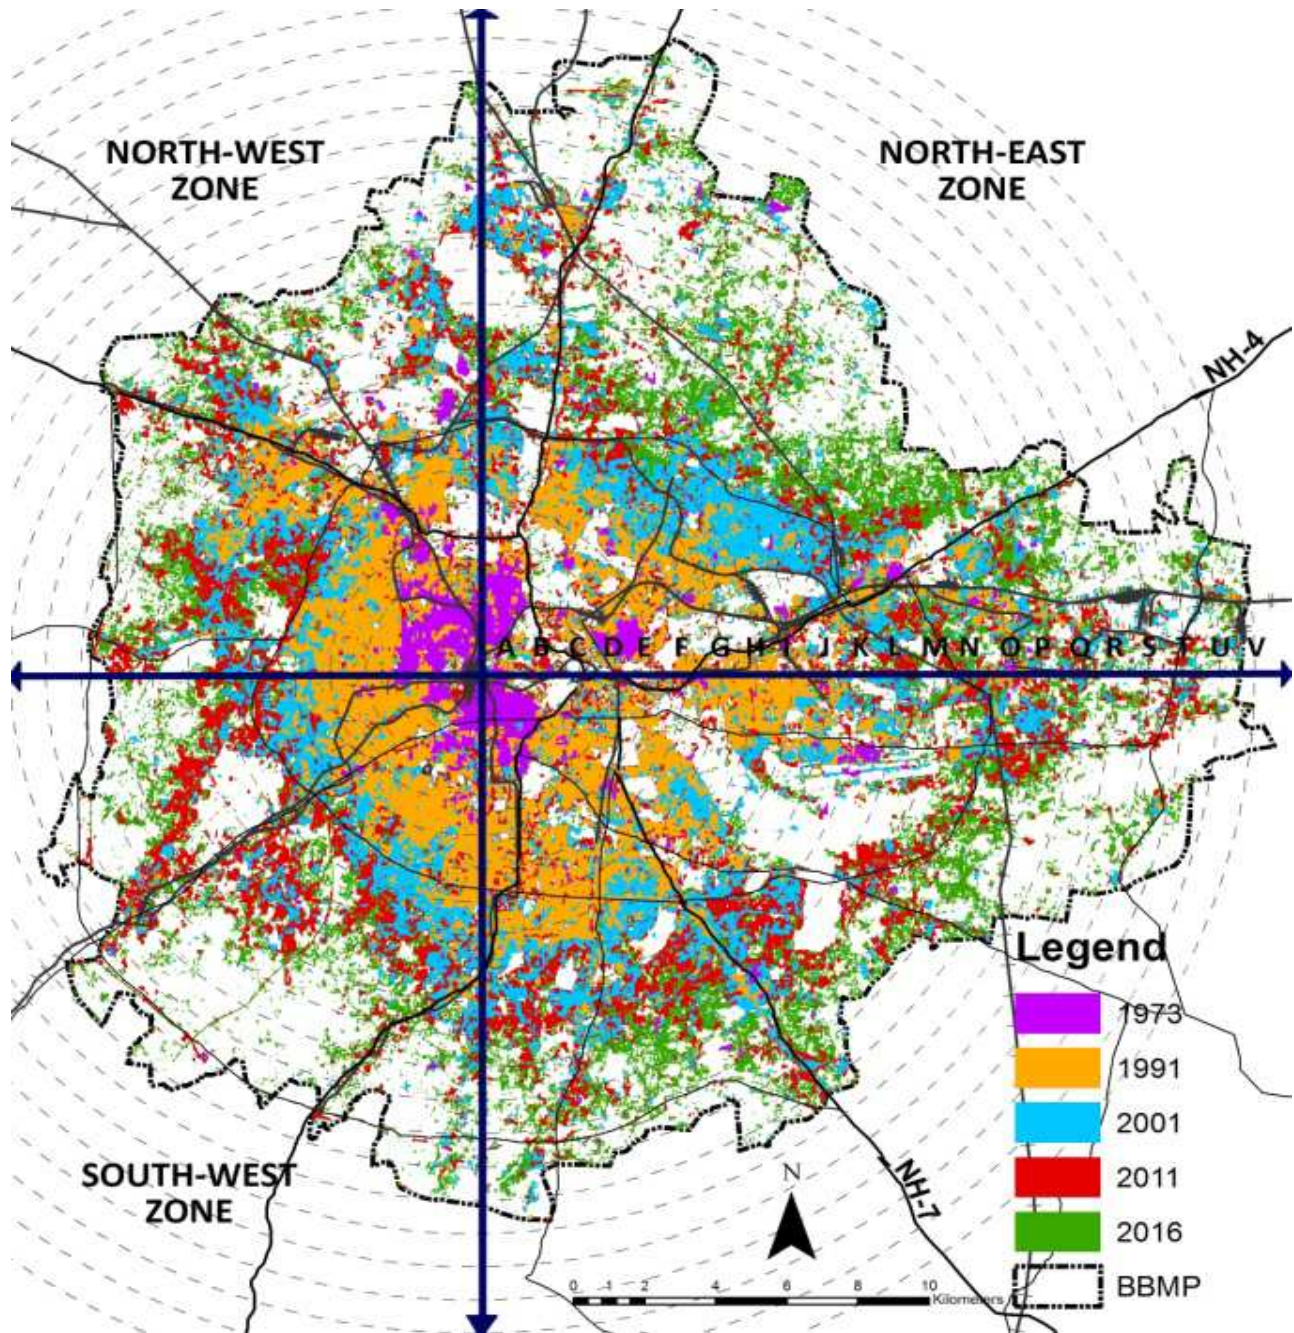 NORTH-WEST
ZONE
NORTH-EAST
ZONE
NH-4
A B C D E F G H I J K L M N O P Q R S T U V
Legend
1973
1991
2001
2011
2016
BBMP
SOUTH-WEST
ZONE
NH-7
N
0 1 2 4 6 8 10
Kilometers